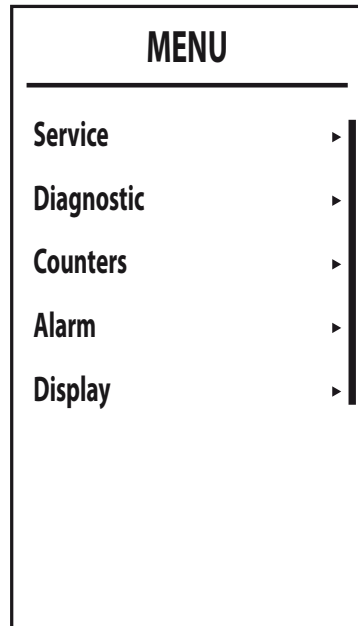 MENU
Service
Diagnostic
Counters
Alarm
Display